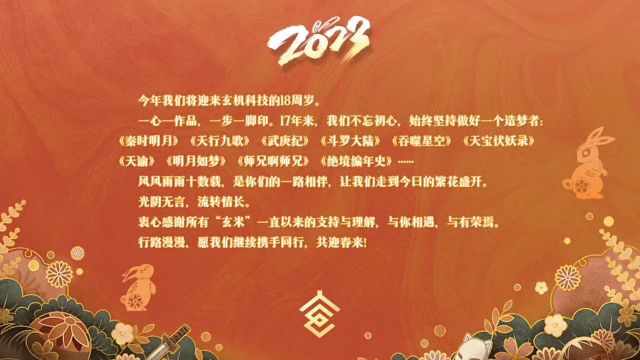 2023
今年我们将迎来玄机科技的18周岁。
一心一作品，一步一脚印。17年来，我们不忘初心，始终坚持做好一个造梦者：
《秦时明月》《天行九歌》《武庚纪》《斗罗大陆》《吞噬星空》《天宝伏妖录》
《天谕》《明月如梦》《师兄啊师兄》《绝境编年史》……
风风雨雨十数载，是你们的一路相伴，让我们走到今日的繁花盛开。
光阴无言，流转情长。
衷心感谢所有“玄米”一直以来的支持与理解，与你相遇，与有荣焉。
行路漫漫，愿我们继续携手同行，共迎春来！